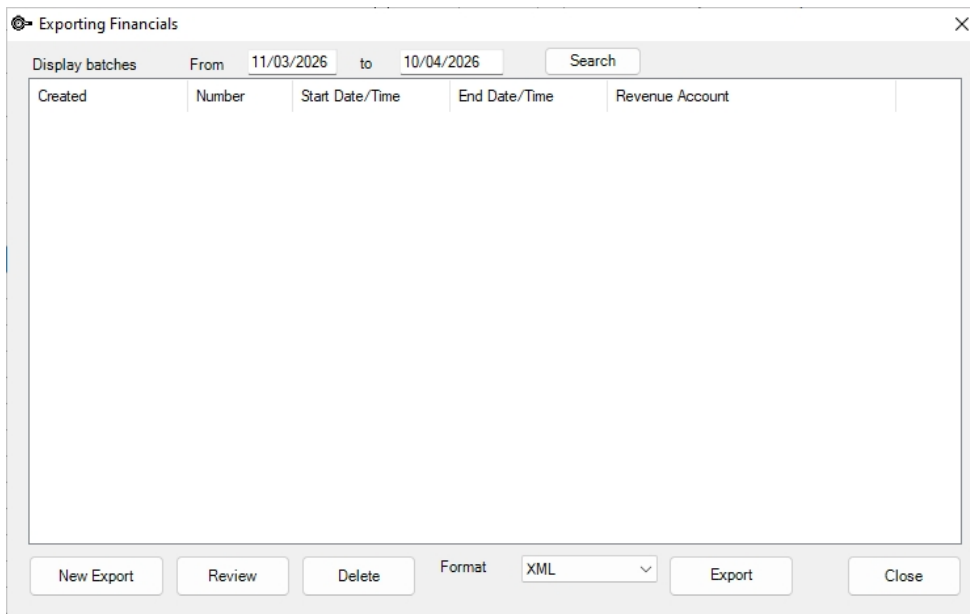 Exporting Financials
Display batches From 11/03/2026 to 10/04/2026 Search
Created Number Start Date/Time End Date/Time Revenue Account
New Export Review Delete Format XML Export Close